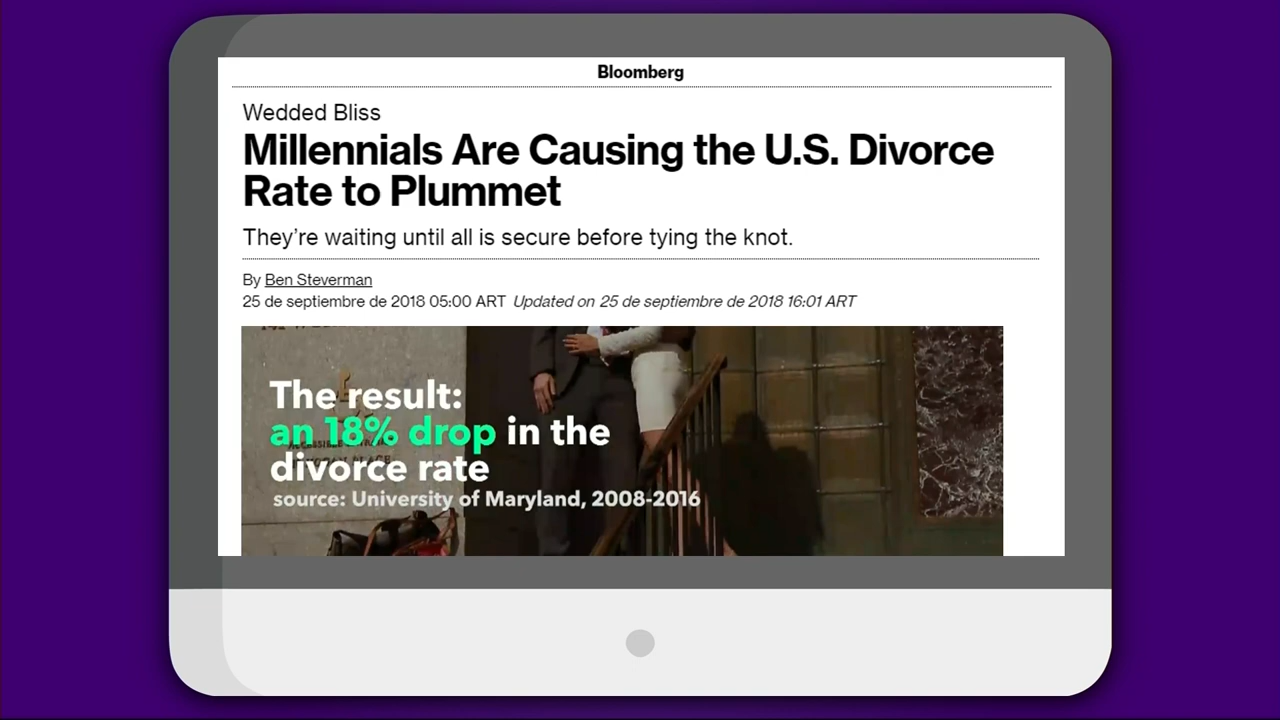 Bloomberg
Wedded Bliss
Millennials Are Causing the U.S. Divorce
Rate to Plummet
They're waiting until all is secure before tying the knot.
By Ben Steverman
25 de septiembre de 2018 05:00 ART Updated on 25 de septiembre de 2018 16:01 ART
The result:
an 18% drop in the
divorce rate
source: University of Maryland, 2008-2016